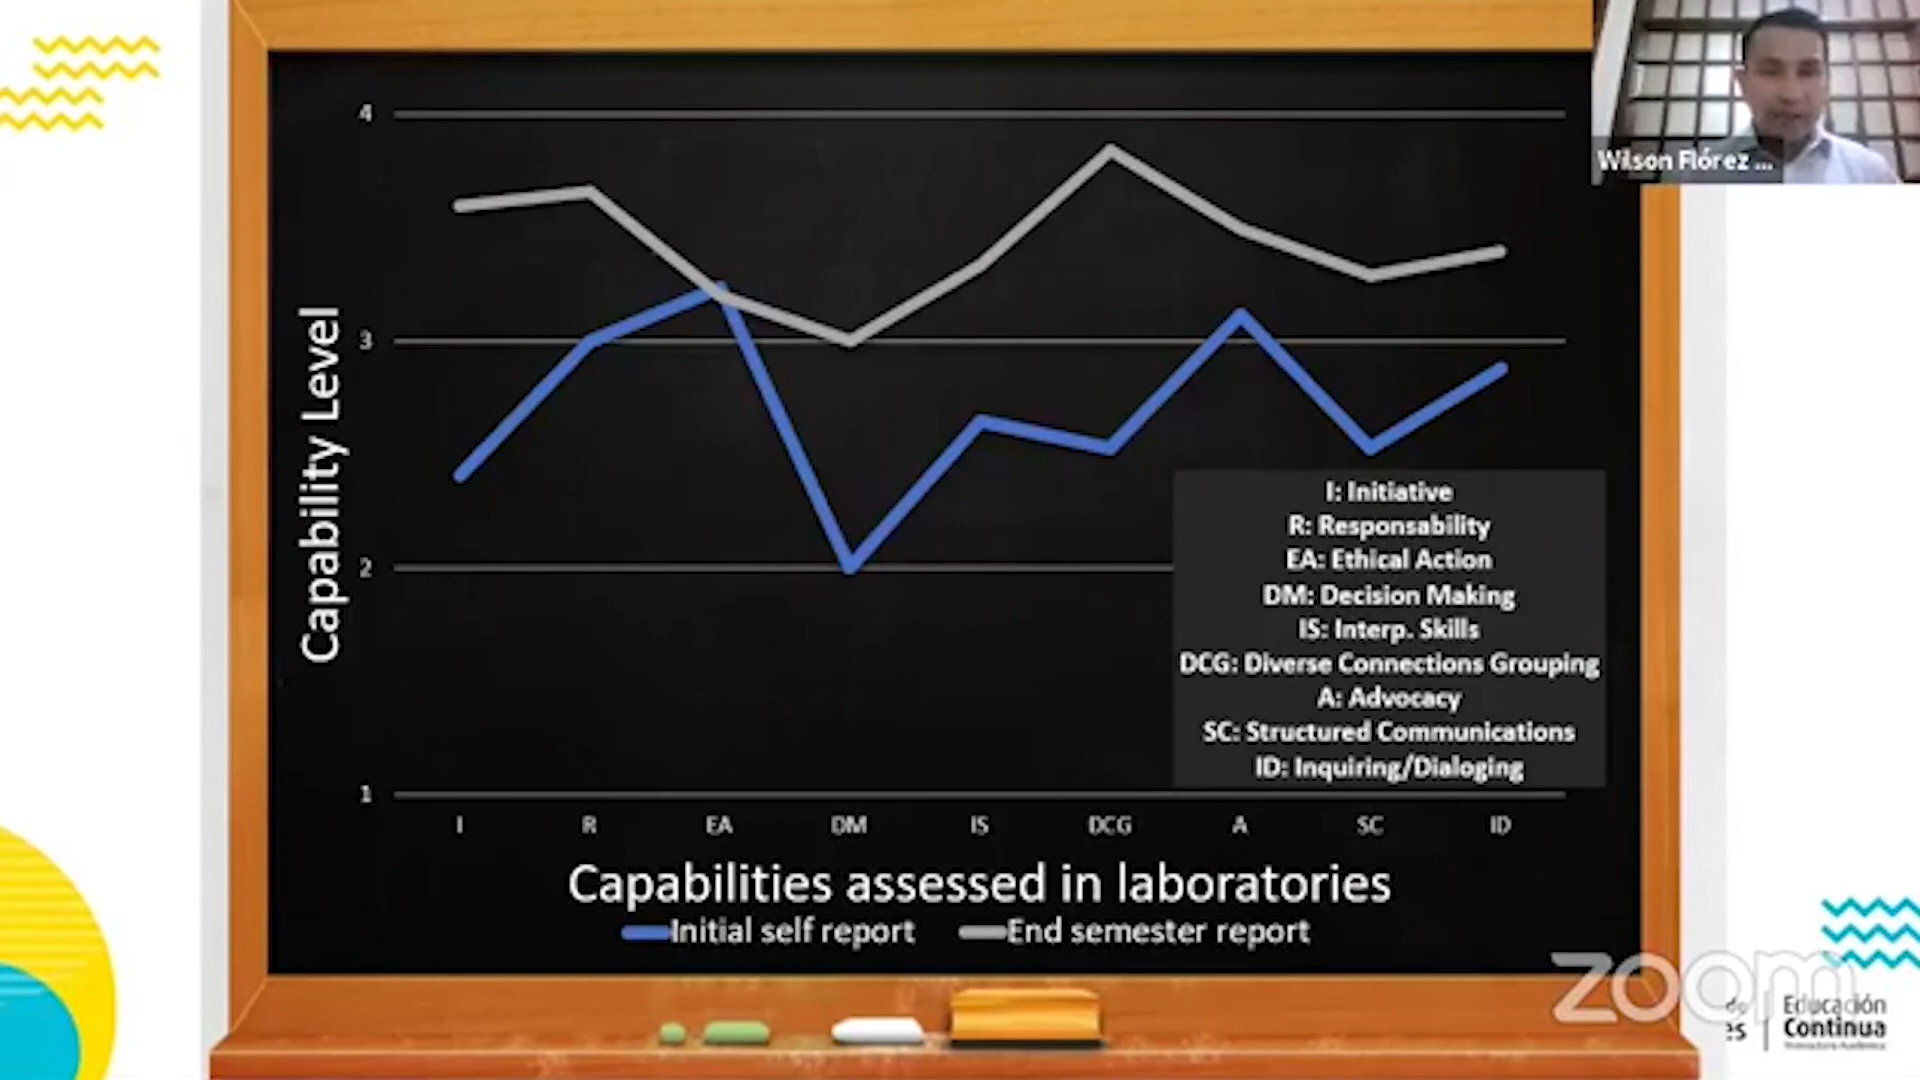 Wilson Flórez ...
4
3
2
1
Capability Level
I: Initiative
R: Responsability
EA: Ethical Action
DM: Decision Making
IS: Interp. Skills
DCG: Diverse Connections Grouping
A: Advocacy
SC: Structured Communications
ID: Inquiring/Dialoging
I R EA DM IS DCG A SC ID
Capabilities assessed in laboratories
Initial self report End semester report
zoom
Educación
Continua